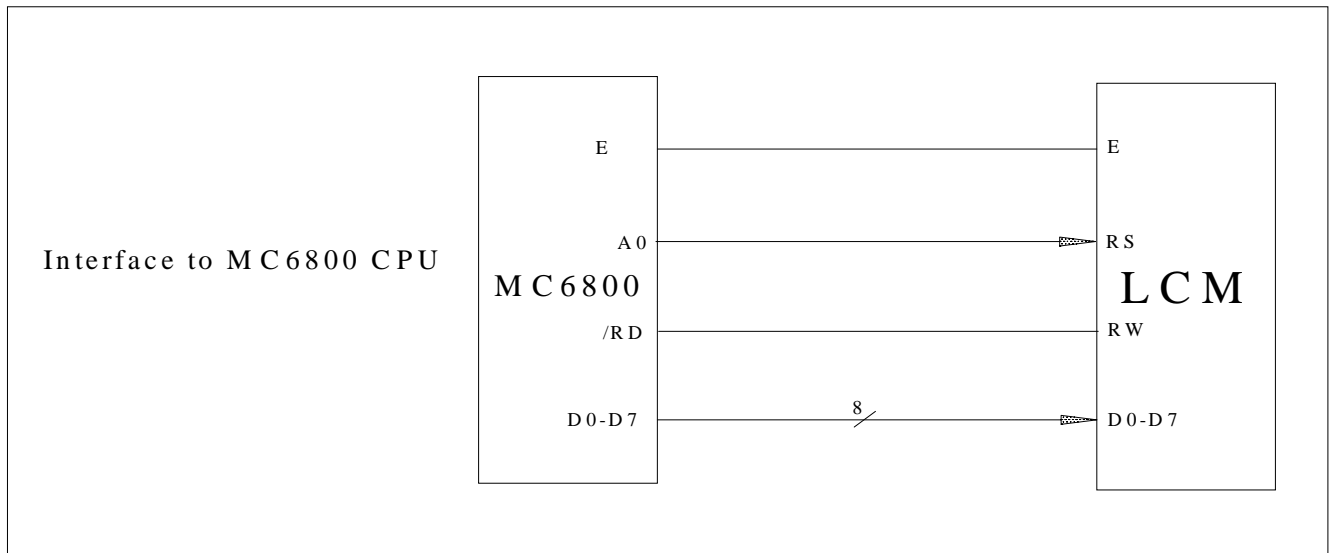 Interface to MC6800 CPU
MC6800
E
A0
/RD
D0-D7
8
E
RS
LCM
RW
D0-D7